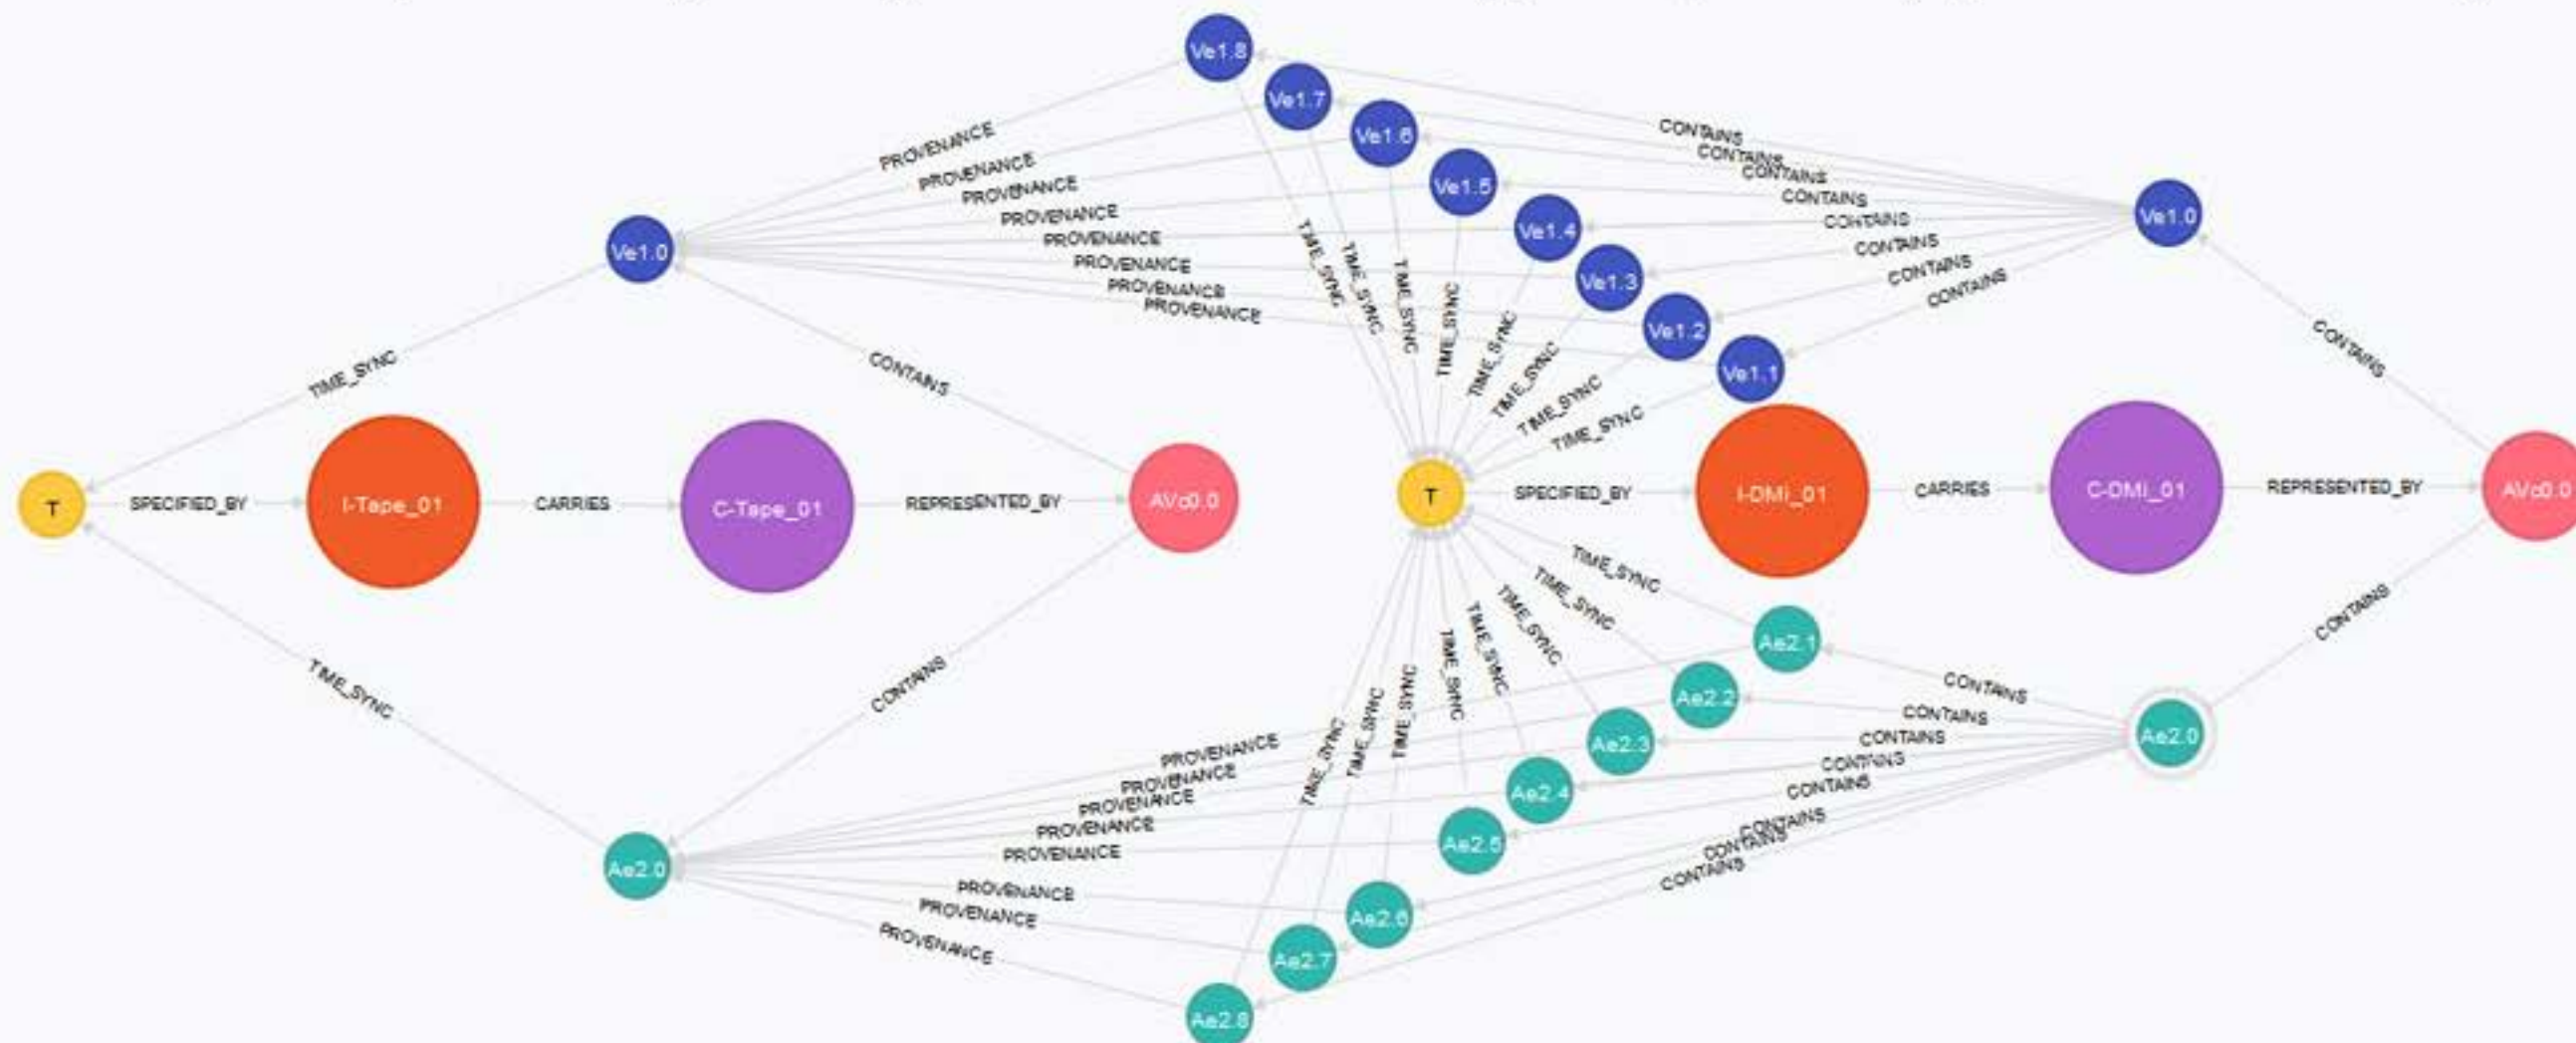 Ve1.8
Ve1.7
Ve1.6
Ve1.5
Ve1.4
Ve1.3
Ve1.2
Ve1.1
Ve1.0
Ve1.0
PROVENANCE
PROVENANCE
PROVENANCE
PROVENANCE
PROVENANCE
PROVENANCE
PROVENANCE
PROVENANCE
CONTAINS
CONTAINS
CONTAINS
CONTAINS
CONTAINS
CONTAINS
CONTAINS
CONTAINS
TIME_SYNC
TIME_SYNC
TIME_SYNC
TIME_SYNC
TIME_SYNC
TIME_SYNC
TIME_SYNC
TIME_SYNC
TIME_SYNC
CONTAINS
CONTAINS
T
SPECIFIED_BY
I-Tape_01
CARRIES
C-Tape_01
REPRESENTED_BY
AVc0.0
T
SPECIFIED_BY
I-DMi_01
CARRIES
C-DMi_01
REPRESENTED_BY
AVc0.0
TIME_SYNC
CONTAINS
CONTAINS
TIME_SYNC
TIME_SYNC
TIME_SYNC
TIME_SYNC
TIME_SYNC
TIME_SYNC
TIME_SYNC
TIME_SYNC
Ae2.1
Ae2.2
Ae2.3
Ae2.4
Ae2.5
Ae2.6
Ae2.7
Ae2.8
Ae2.0
Ae2.0
CONTAINS
CONTAINS
CONTAINS
CONTAINS
CONTAINS
CONTAINS
CONTAINS
CONTAINS
PROVENANCE
PROVENANCE
PROVENANCE
PROVENANCE
PROVENANCE
PROVENANCE
PROVENANCE
PROVENANCE